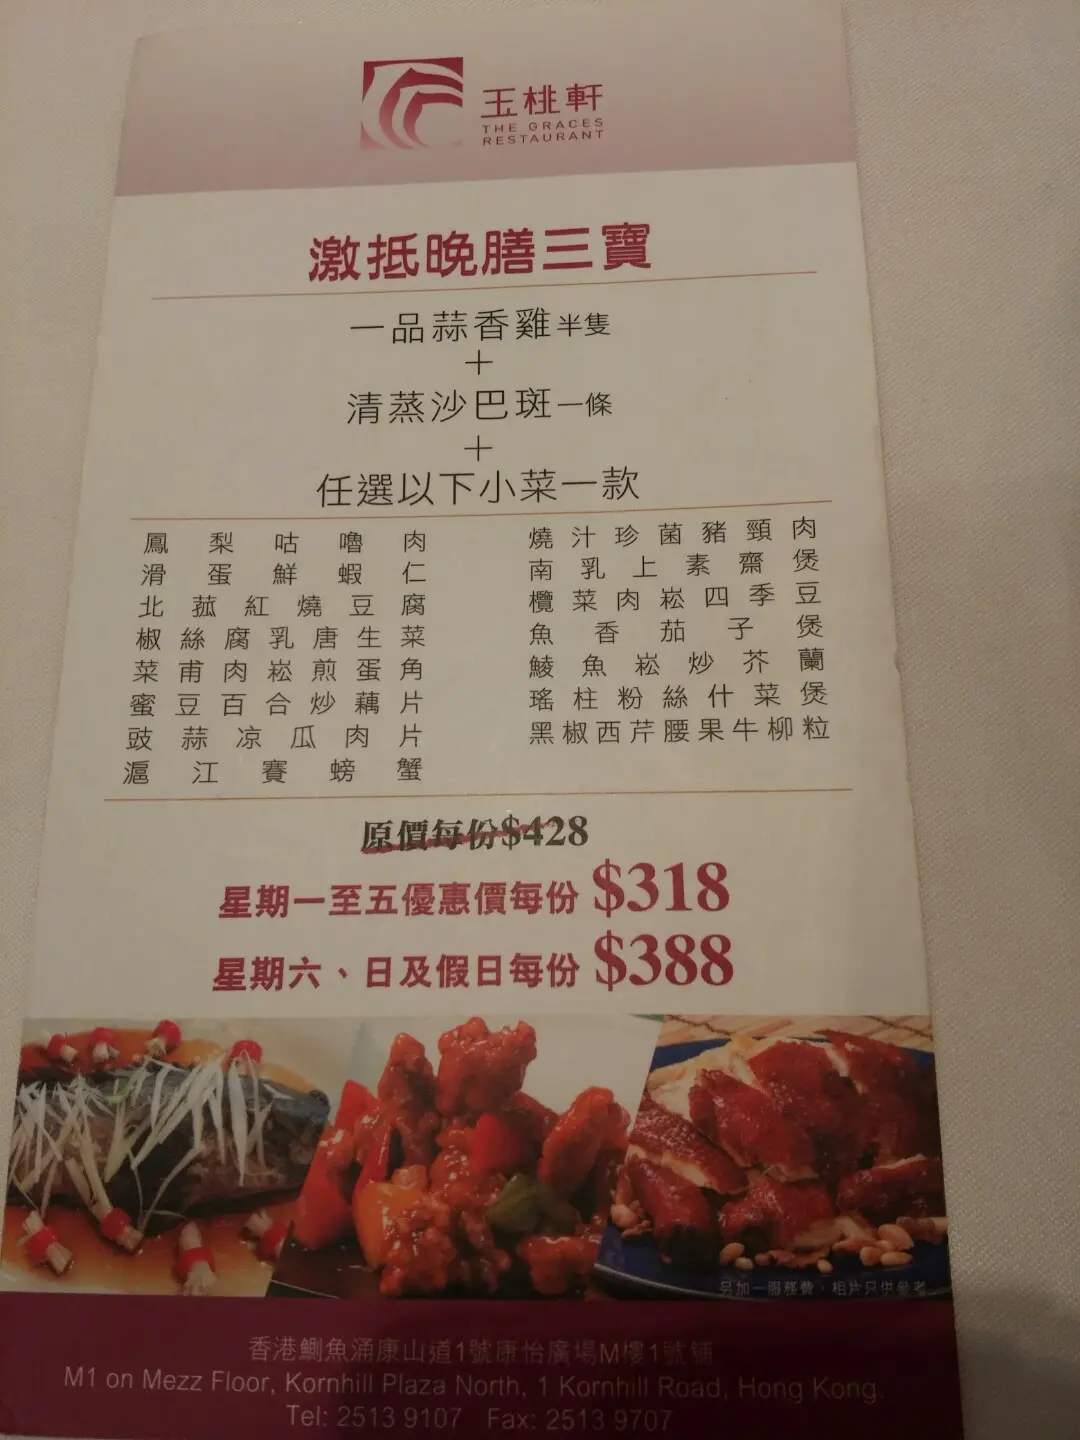 玉桃軒
THE GRACES
RESTAURANT
激抵晚膳三寶
一品蒜香雞半隻
+
清蒸沙巴斑一條
+
任選以下小菜一款
鳳梨咕嚕肉
滑蛋鮮蝦仁
北菰紅燒豆腐
椒絲腐乳唐生菜
菜甫肉崧煎蛋角
蜜豆百合炒藕片
豉蒜凉瓜肉片
滬江賽螃蟹
燒汁珍菌豬頸肉
南乳上素齋煲
欖菜肉崧四季豆
魚香茄子煲
鯪魚崧炒芥蘭
瑤柱粉絲什菜煲
黑椒西芹腰果牛柳粒
原價每份$428
星期一至五優惠價每份 $318
星期六、日及假日每份 $388
另加一服務費，相片只供參考
香港鰂魚涌康山道1號康怡廣場M樓1號舖
M1 on Mezz Floor, Kornhill Plaza North, 1 Kornhill Road, Hong Kong.
Tel: 2513 9107 Fax: 2513 9707